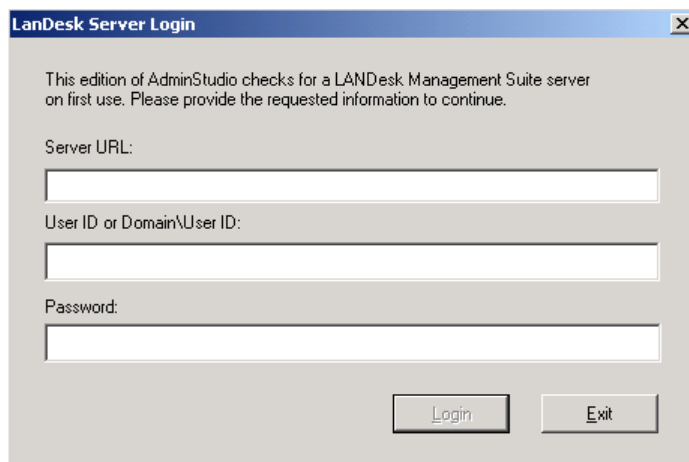 LanDesk Server Login
This edition of AdminStudio checks for a LANDesk Management Suite server
on first use. Please provide the requested information to continue.
Server URL:
User ID or Domain\User ID:
Password:
Login Exit